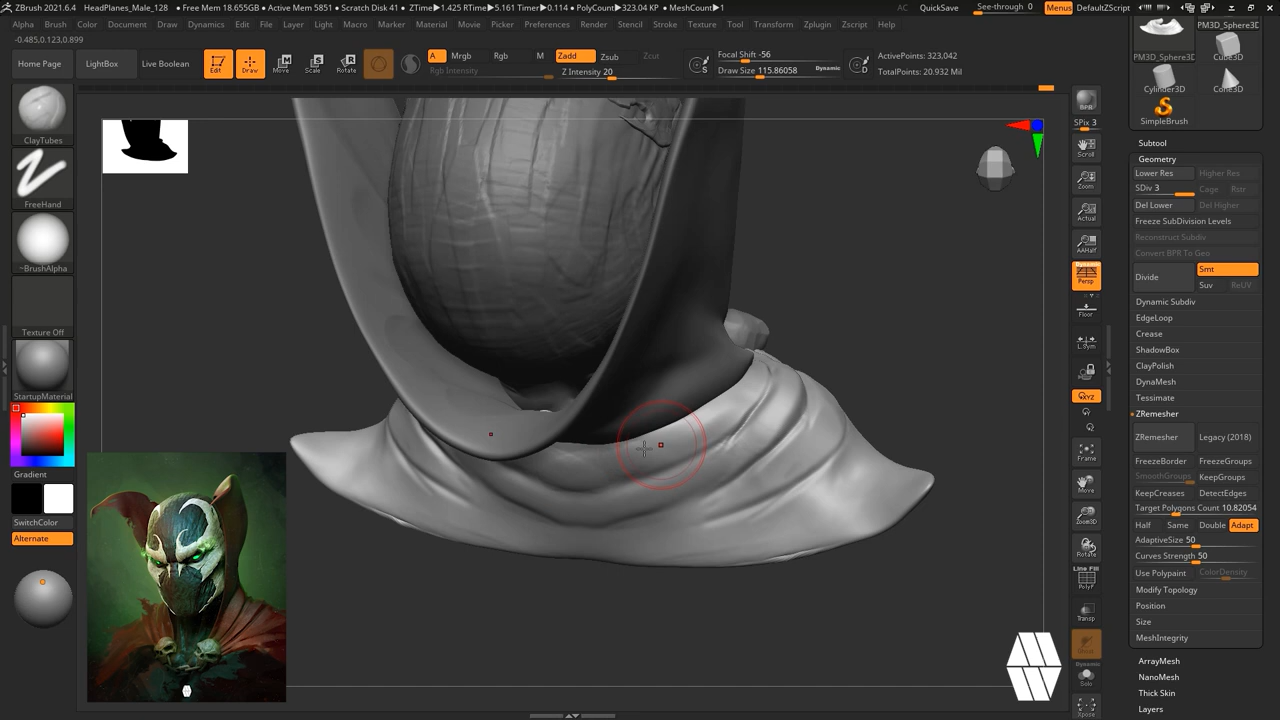 ZBrush 2021.6.4 HeadPlanes_Male_128 • Free Mem 18.655GB • Active Mem 5851 • Scratch Disk 41 • ZTime▶1.425 RTime▶5.161 Timer▶0.114 • PolyCount▶323.04 KP • MeshCount▶1 AC QuickSave See-through 0 Menus DefaultZScript
Alpha Brush Color Document Draw Dynamics Edit File Layer Light Macro Marker Material Movie Picker Preferences Render Stencil Stroke Texture Tool Transform Zplugin Zscript Help
-0.485,0.123,0.899
Home Page LightBox Live Boolean Edit Draw Move Scale Rotate
A Mrgb Rgb M Zadd Zsub Zcut
Rgb Intensity Z Intensity 20
S Focal Shift -56
Draw Size 115.86058 Dynamic
D ActivePoints: 323,042
TotalPoints: 20.932 Mil
ClayTubes
FreeHand
~BrushAlpha
Texture Off
StartupMaterial
Gradient
SwitchColor
Alternate
BPR
SPix 3
Scroll
Zoom
Actual
AAHalf
Dynamic
Persp
Floor
L.Sym
XYZ
Frame
Move
Zoom3D
Rotate
Line Fill
PolyF
Transp
Dynamic
Solo
Xpose
PM3D_Sphere3D
PM3D_Sphere3D Cube3D
Cylinder3D Cone3D
SimpleBrush
Subtool
Geometry
Lower Res Higher Res
SDiv 3 Cage Rstr
Del Lower Del Higher
Freeze SubDivision Levels
Reconstruct Subdiv
Convert BPR To Geo
Divide Smt
Suv ReUV
Dynamic Subdiv
EdgeLoop
Crease
ShadowBox
ClayPolish
DynaMesh
Tessimate
ZRemesher
ZRemesher Legacy (2018)
FreezeBorder FreezeGroups
SmoothGroups KeepGroups
KeepCreases DetectEdges
Target Polygons Count 10.82054
Half Same Double Adapt
AdaptiveSize 50
Curves Strength 50
Use Polypaint ColorDensity
Modify Topology
Position
Size
MeshIntegrity
ArrayMesh
NanoMesh
Thick Skin
Layers